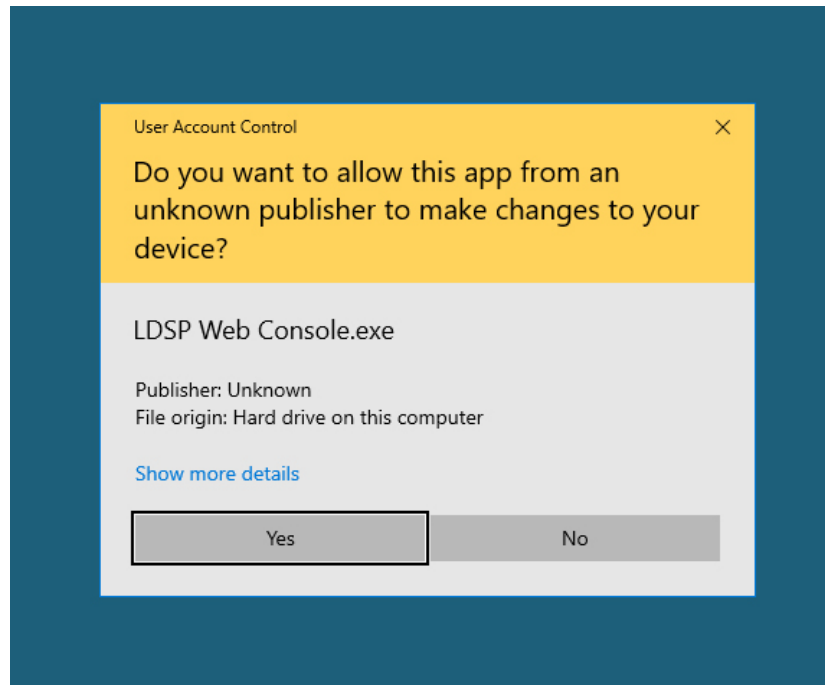 User Account Control
Do you want to allow this app from an
unknown publisher to make changes to your
device?
LDSP Web Console.exe
Publisher: Unknown
File origin: Hard drive on this computer
Show more details
Yes
No